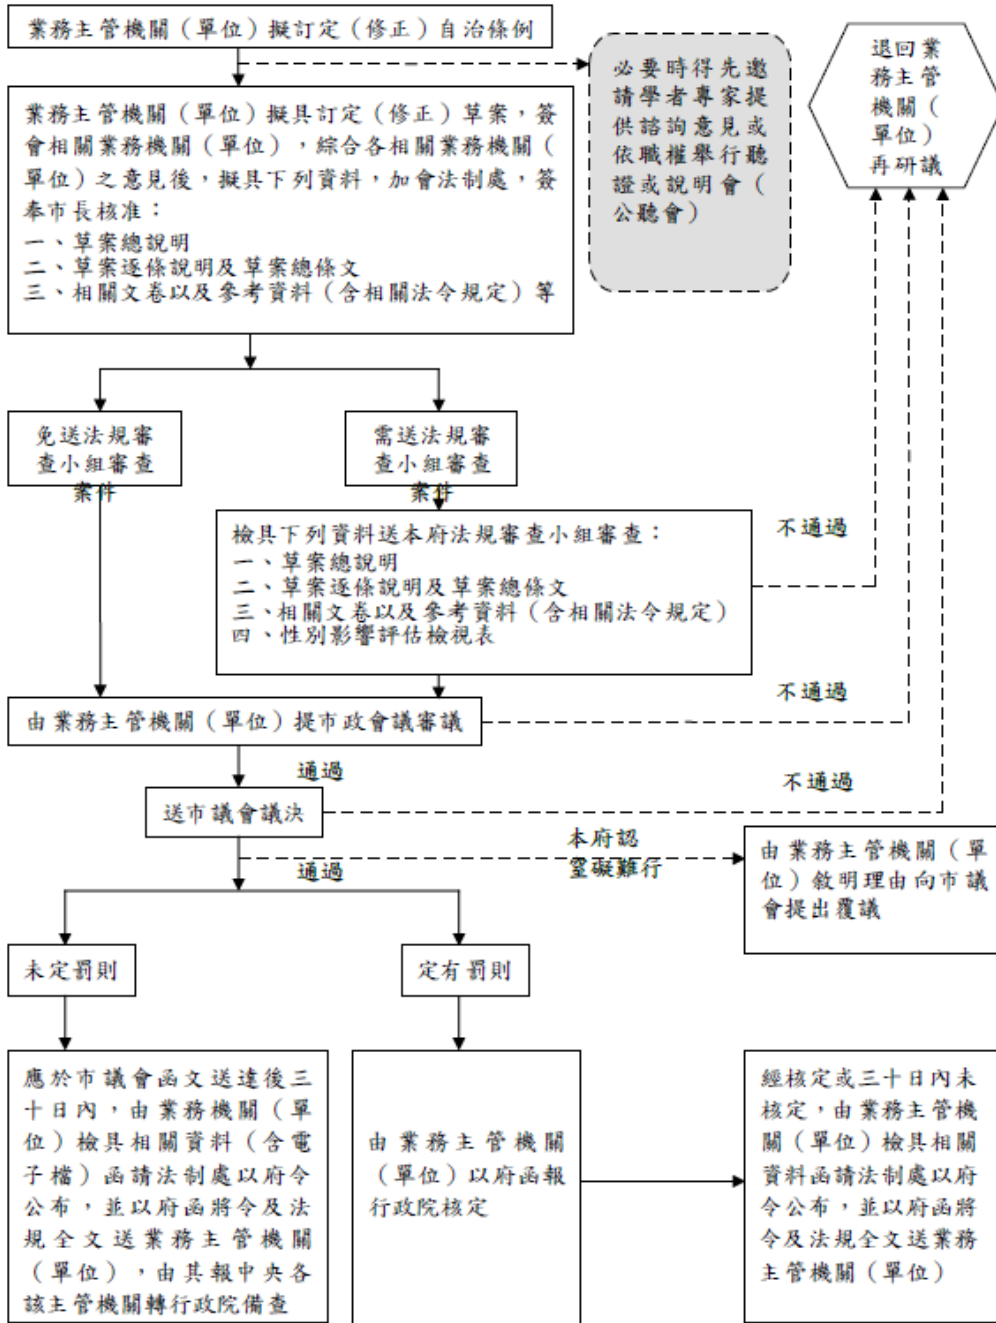 業務主管機關（單位）擬訂定（修正）自治條例
必要時得先邀
請學者專家提
供諮詢意見或
依職權舉行聽
證或說明會（
公聽會）
退回業
務主管
機關（
單位）
再研議
業務主管機關（單位）擬具訂定（修正）草案，簽
會相關業務機關（單位），綜合各相關業務機關（
單位）之意見後，擬具下列資料，加會法制處，簽
奉市長核准：
一、草案總說明
二、草案逐條說明及草案總條文
三、相關文卷以及參考資料（含相關法令規定）等
免送法規審
查小組審查
案件
需送法規審
查小組審查
案件
檢具下列資料送本府法規審查小組審查：
一、草案總說明
二、草案逐條說明及草案總條文
三、相關文卷以及參考資料（含相關法令規定）
四、性別影響評估檢視表
不通過
由業務主管機關（單位）提市政會議審議
不通過
通過
送市議會議決
不通過
通過
本府認
窒礙難行
由業務主管機關（單
位）敘明理由向市議
會提出覆議
未定罰則
定有罰則
應於市議會函文送達後三
十日內，由業務機關（單
位）檢具相關資料（含電
子檔）函請法制處以府令
公布，並以府函將令及法
規全文送業務主管機關
（單位），由其報中央各
該主管機關轉行政院備查
由業務主管機關
（單位）以府函報
行政院核定
經核定或三十日內未
核定，由業務主管機
關（單位）檢具相關
資料函請法制處以府
令公布，並以府函將
令及法規全文送業務
主管機關（單位）